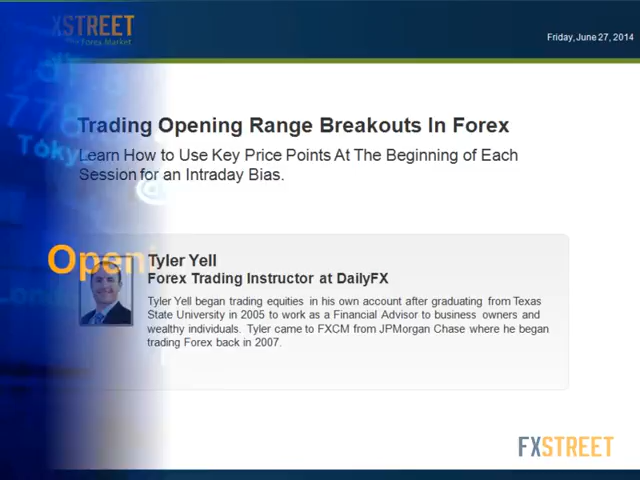 XSTREET
Forex Market
Friday, June 27, 2014
Trading Opening Range Breakouts In Forex
Learn How to Use Key Price Points At The Beginning of Each
Session for an Intraday Bias.
Openi
Tyler Yell
Forex Trading Instructor at DailyFX
Tyler Yell began trading equities in his own account after graduating from Texas
State University in 2005 to work as a Financial Advisor to business owners and
wealthy individuals. Tyler came to FXCM from JPMorgan Chase where he began
trading Forex back in 2007.
FXSTREET